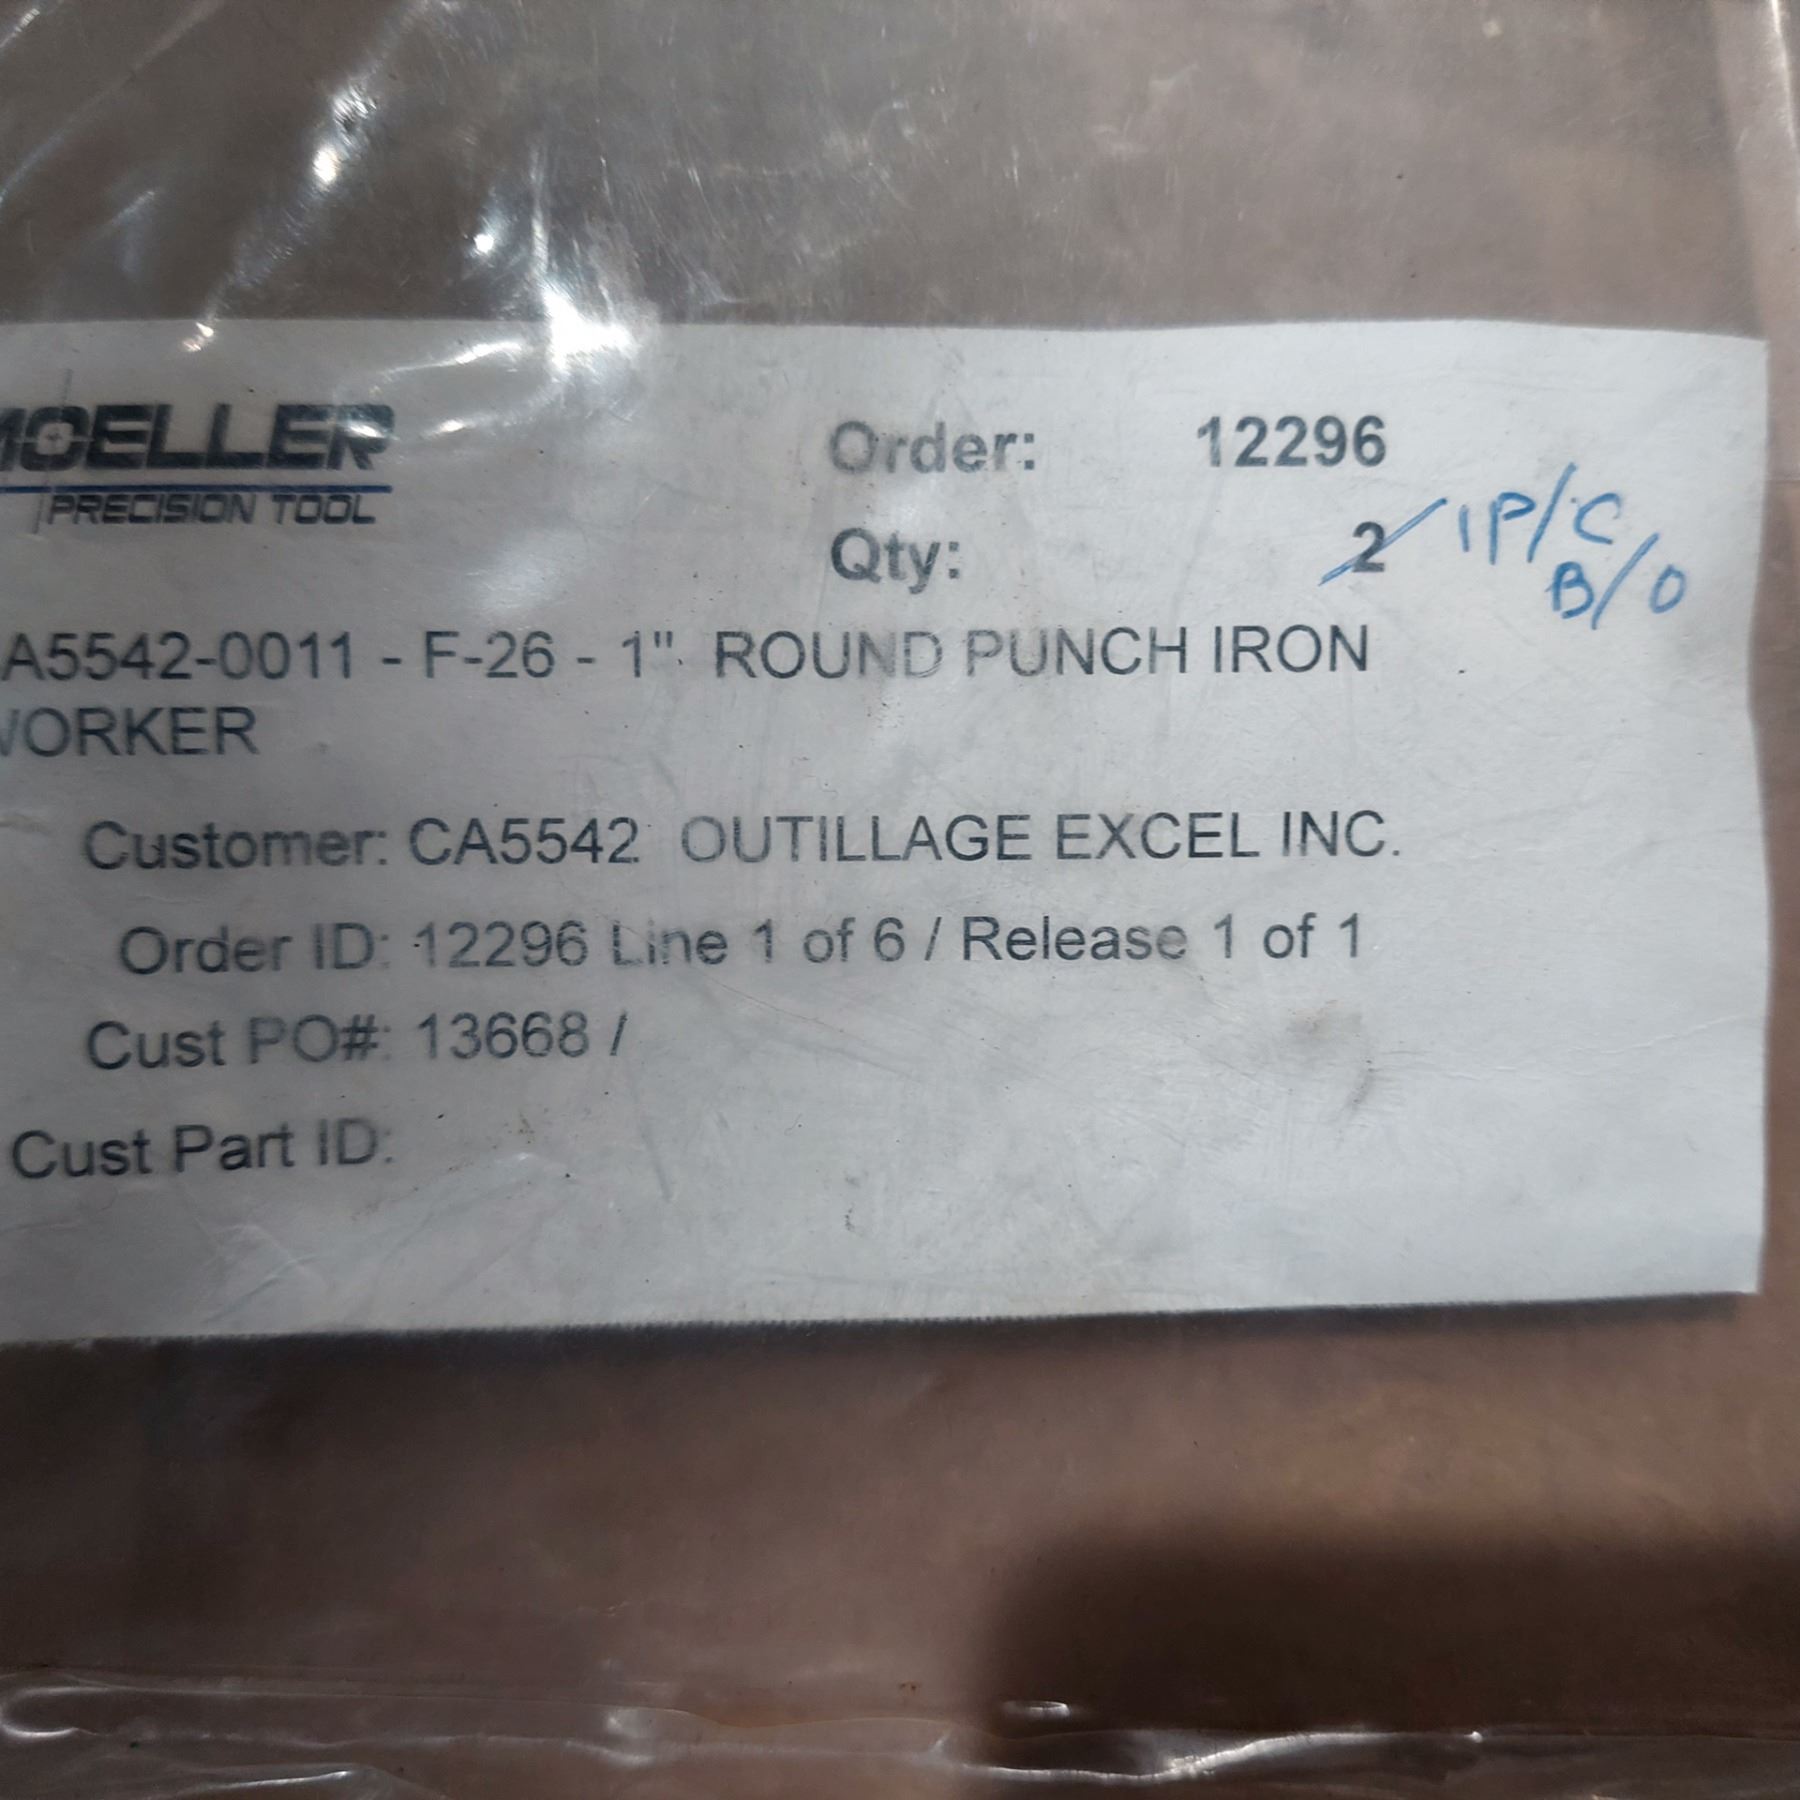 MOELLER
PRECISION TOOL
Order: 12296
Qty: 2 1P/C
B/O
A5542-0011 - F-26 - 1" ROUND PUNCH IRON
WORKER
Customer: CA5542 OUTILLAGE EXCEL INC.
Order ID: 12296 Line 1 of 6 / Release 1 of 1
Cust PO#: 13668 /
Cust Part ID: